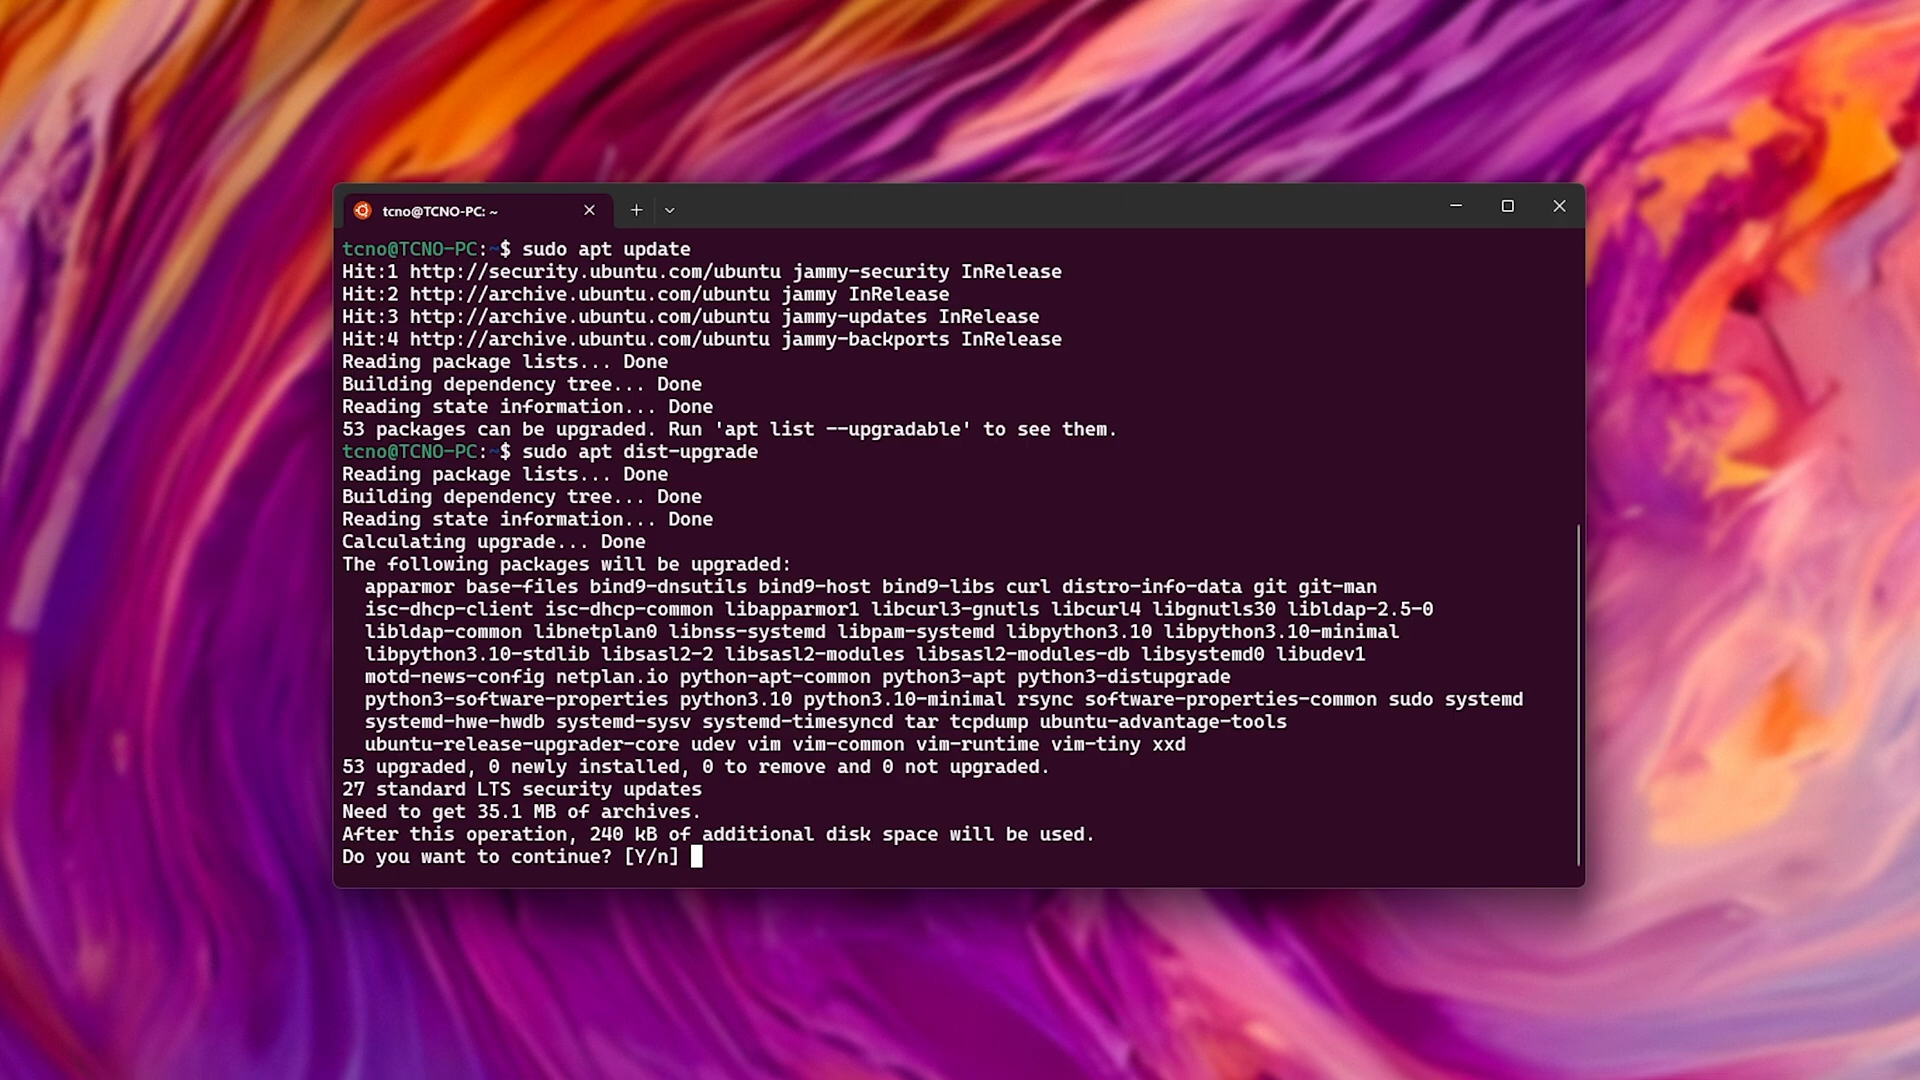 tcno@TCNO-PC: ~
tcno@TCNO-PC:~$ sudo apt update
Hit:1 http://security.ubuntu.com/ubuntu jammy-security InRelease
Hit:2 http://archive.ubuntu.com/ubuntu jammy InRelease
Hit:3 http://archive.ubuntu.com/ubuntu jammy-updates InRelease
Hit:4 http://archive.ubuntu.com/ubuntu jammy-backports InRelease
Reading package lists... Done
Building dependency tree... Done
Reading state information... Done
53 packages can be upgraded. Run 'apt list --upgradable' to see them.
tcno@TCNO-PC:~$ sudo apt dist-upgrade
Reading package lists... Done
Building dependency tree... Done
Reading state information... Done
Calculating upgrade... Done
The following packages will be upgraded:
  apparmor base-files bind9-dnsutils bind9-host bind9-libs curl distro-info-data git git-man
  isc-dhcp-client isc-dhcp-common libapparmor1 libcurl3-gnutls libcurl4 libgnutls30 libldap-2.5-0
  libldap-common libnetplan0 libnss-systemd libpam-systemd libpython3.10 libpython3.10-minimal
  libpython3.10-stdlib libsasl2-2 libsasl2-modules libsasl2-modules-db libsystemd0 libudev1
  motd-news-config netplan.io python-apt-common python3-apt python3-distupgrade
  python3-software-properties python3.10 python3.10-minimal rsync software-properties-common sudo systemd
  systemd-hwe-hwdb systemd-sysv systemd-timesyncd tar tcpdump ubuntu-advantage-tools
  ubuntu-release-upgrader-core udev vim vim-common vim-runtime vim-tiny xxd
53 upgraded, 0 newly installed, 0 to remove and 0 not upgraded.
27 standard LTS security updates
Need to get 35.1 MB of archives.
After this operation, 240 kB of additional disk space will be used.
Do you want to continue? [Y/n]